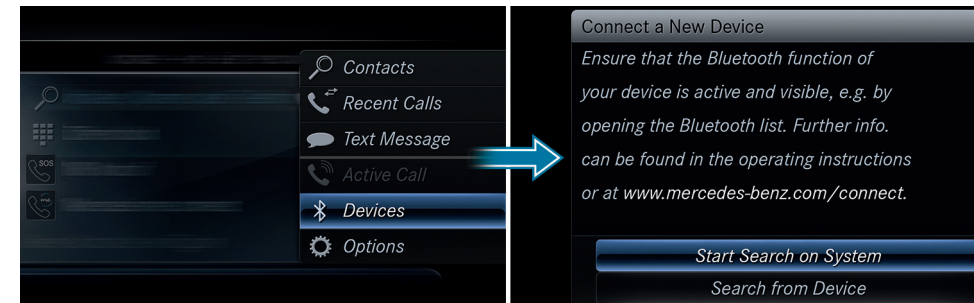 Contacts
Recent Calls
Text Message
Active Call
Devices
Options
SOS
me
Connect a New Device
Ensure that the Bluetooth function of
your device is active and visible, e.g. by
opening the Bluetooth list. Further info.
can be found in the operating instructions
or at www.mercedes-benz.com/connect.
Start Search on System
Search from Device